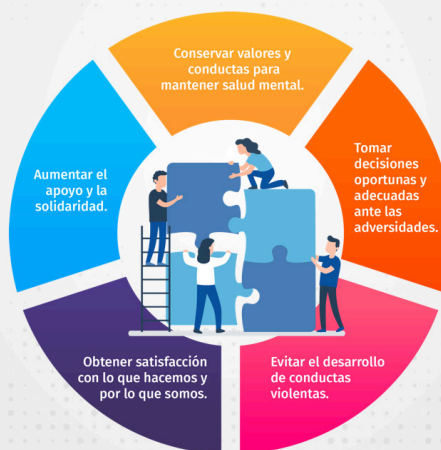 Conservar valores y
conductas para
mantener salud mental.
Tomar
decisiones
oportunas y
adecuadas
ante las
adversidades.
Evitar el desarrollo
de conductas
violentas.
Obtener satisfacción
con lo que hacemos y
por lo que somos.
Aumentar el
apoyo y la
solidaridad.